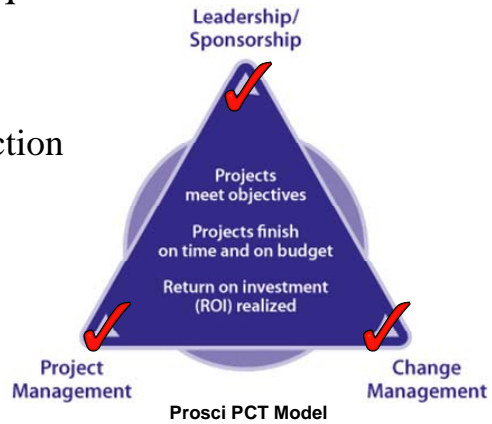 Leadership/
Sponsorship
ction
Projects
meet objectives
Projects finish
on time and on budget
Return on investment
(ROI) realized
Project
Management
Change
Management
Prosci PCT Model